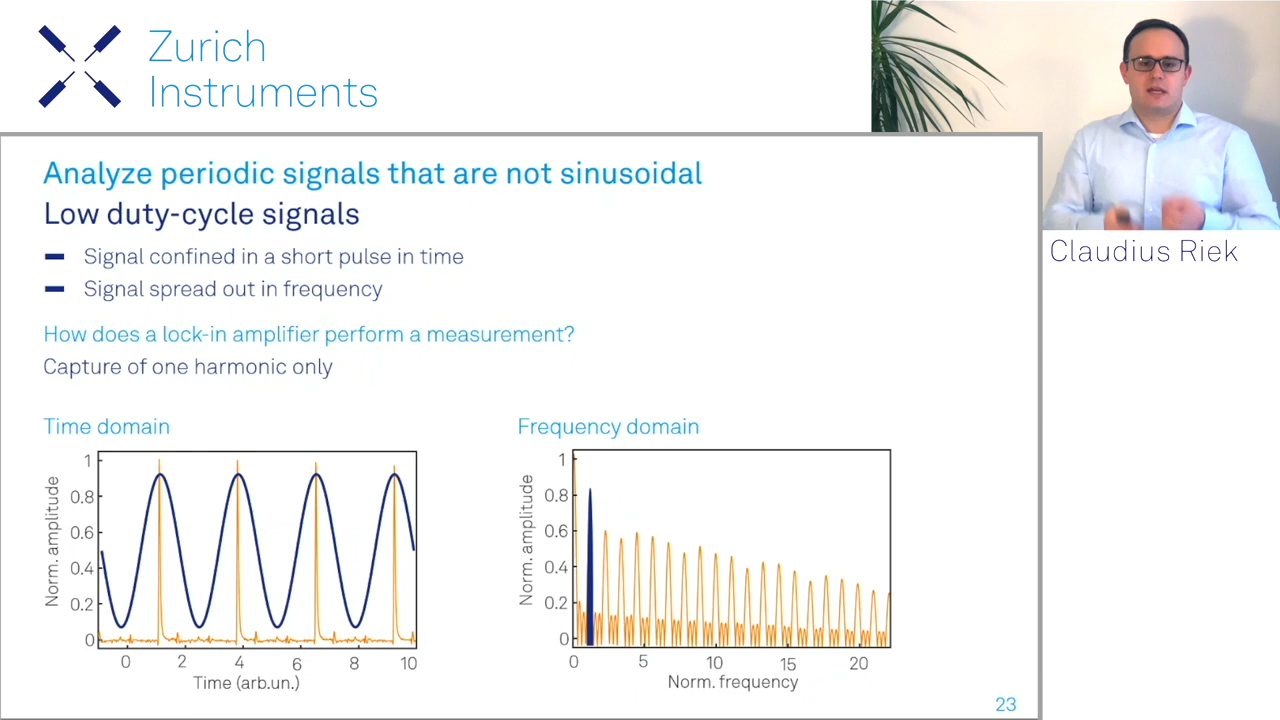 Zurich
Instruments
Claudius Riek
Analyze periodic signals that are not sinusoidal
Low duty-cycle signals
Signal confined in a short pulse in time
Signal spread out in frequency
How does a lock-in amplifier perform a measurement?
Capture of one harmonic only
Time domain
Norm. amplitude
1
0.8
0.6
0.4
0.2
0
0 2 4 6 8 10
Time (arb.un.)
Frequency domain
Norm. amplitude
1
0.8
0.6
0.4
0.2
0
0 5 10 15 20
Norm. frequency
23